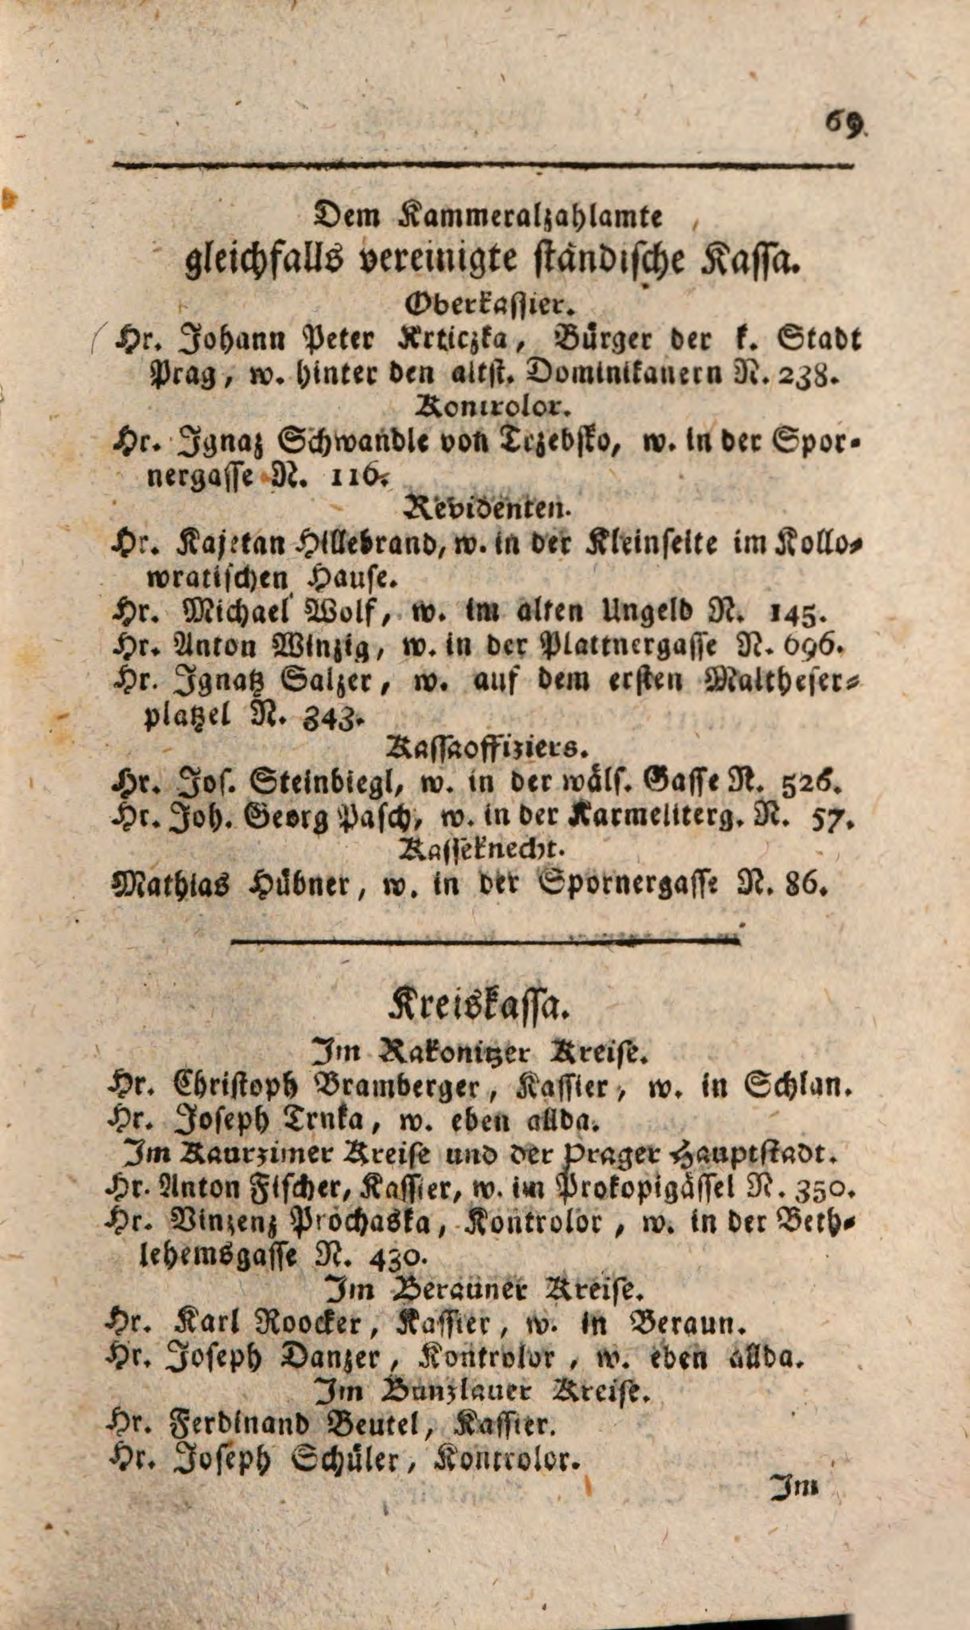 69
Dem Kammeralzahlamte
gleichfalls vereinigte ständische Kassa.
Oberkassier.
Hr. Johann Peter Krticzka, Bürger der k. Stadt
Prag, w. hinter den altst. Dominikanern N. 238.
Kontrolor.
Hr. Ignaz Schwandle von Trzebsko, w. in der Spor-
nergasse N. 116.
Revidenten.
Hr. Kajetan Hillebrand, w. in der Kleinseite im Kollo-
wratischen Hause.
Hr. Michael Wolf, w. im alten Ungeld N. 145.
Hr. Anton Winzig, w. in der Plattnergasse N. 696.
Hr. Ignatz Salzer, w. auf dem ersten Maltheser-
platzel N. 343.
Kassaoffiziers.
Hr. Jos. Steinbiegl, w. in der wäls. Gasse N. 526.
Hr. Joh. Georg Pasch, w. in der Karmeliterg. N. 57.
Kasseknecht.
Mathias Hübner, w. in der Spornergasse N. 86.
Kreiskassa.
Im Rakonitzer Kreise.
Hr. Christoph Bramberger, Kassier, w. in Schlan.
Hr. Joseph Trnka, w. eben allda.
Im Kaurzimer Kreise und der Prager Hauptstadt.
Hr. Anton Fischer, Kassier, w. im Prokopigässel N. 350.
Hr. Vinzenz Prochaska, Kontrolor, w. in der Beth-
lehemsgasse N. 430.
Im Berauner Kreise.
Hr. Karl Roocker, Kassier, w. in Beraun.
Hr. Joseph Danzer, Kontrolor, w. eben allda.
Im Bunzlauer Kreise.
Hr. Ferdinand Beutel, Kassier.
Hr. Joseph Schüler, Kontrolor.
Im